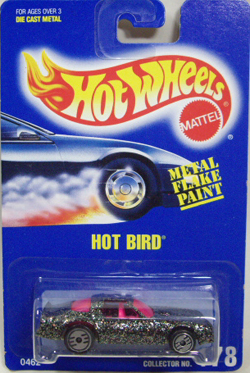 FOR AGES OVER 3
DIE CAST METAL
HOT WHEELS
MATTEL
METAL
FLAKE
PAINT
HOT BIRD®
COLLECTOR NO.